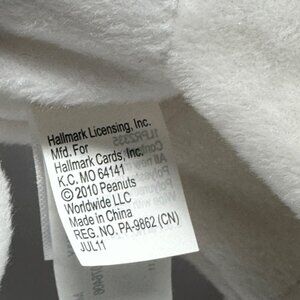 Hallmark Licensing, Inc.
Mfd. For
Hallmark Cards, Inc.
K.C. MO 64141
© 2010 Peanuts
Worldwide LLC
Made in China
REG. NO. PA-9862 (CN)
JUL11